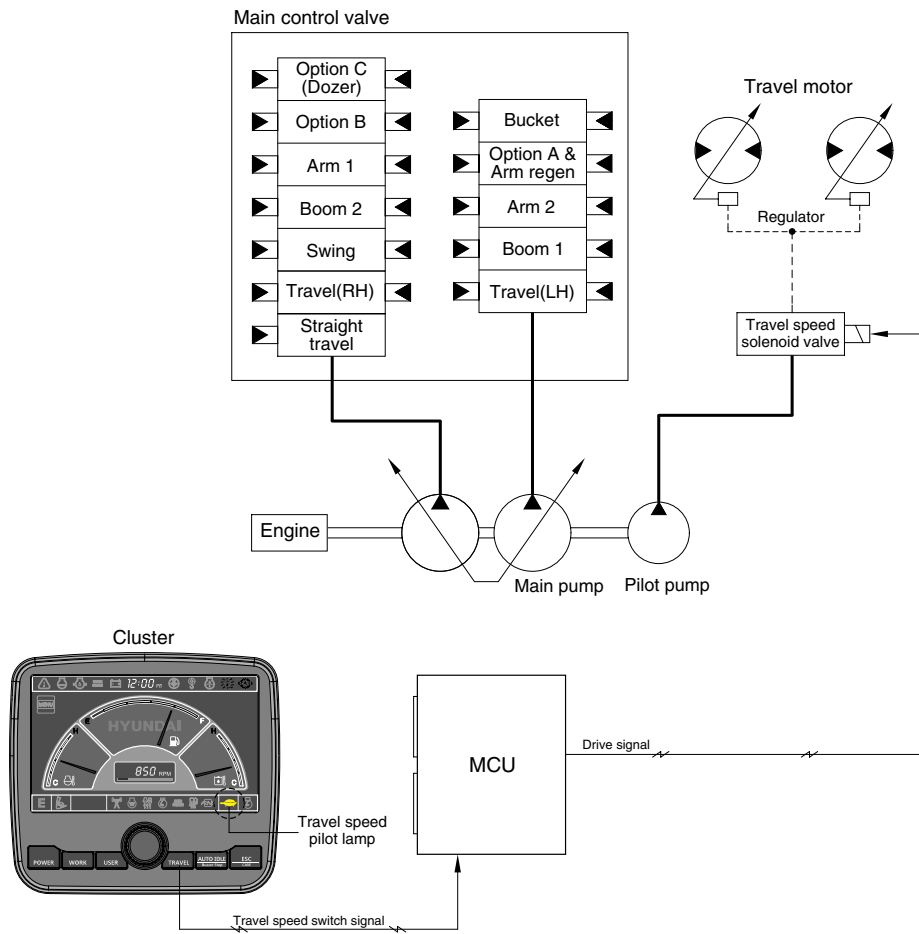 Main control valve
Option C
(Dozer)
Option B
Arm 1
Boom 2
Swing
Travel(RH)
Straight
travel
Bucket
Option A &
Arm regen
Arm 2
Boom 1
Travel(LH)
Travel motor
Regulator
Travel speed
solenoid valve
Engine
Main pump
Pilot pump
Cluster
12:00
MENU
E
F
H
H
HYUNDAI
850 RPM
C
C
E
Travel speed
pilot lamp
POWER
WORK
USER
TRAVEL
AUTO IDLE
ESC
MCU
Drive signal
Travel speed switch signal